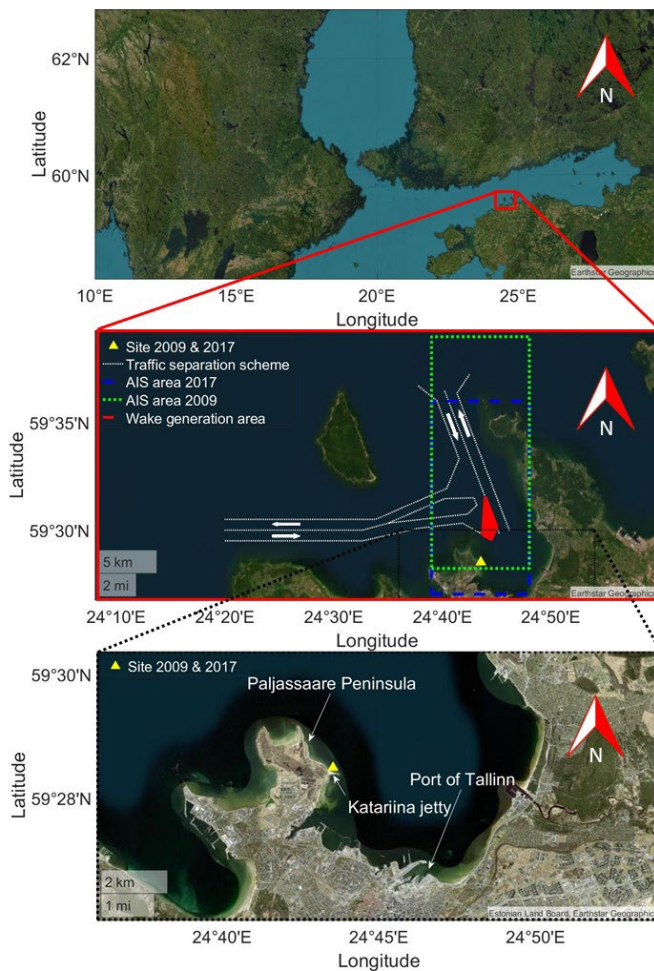 62°N
60°N
Latitude
N
Earthstar Geographics
10°E 15°E 20°E 25°E
Longitude
Site 2009 & 2017
Traffic separation scheme
AIS area 2017
AIS area 2009
Wake generation area
N
59°35'N
59°30'N
Latitude
5 km
2 mi
Earthstar Geographics
24°10'E 24°20'E 24°30'E 24°40'E 24°50'E
Longitude
59°30'N
59°28'N
Latitude
Site 2009 & 2017
Paljassaare Peninsula
N
Port of Tallinn
Katariina jetty
2 km
1 mi
Estonian Land Board, Earthstar Geographics
24°40'E 24°45'E 24°50'E
Longitude